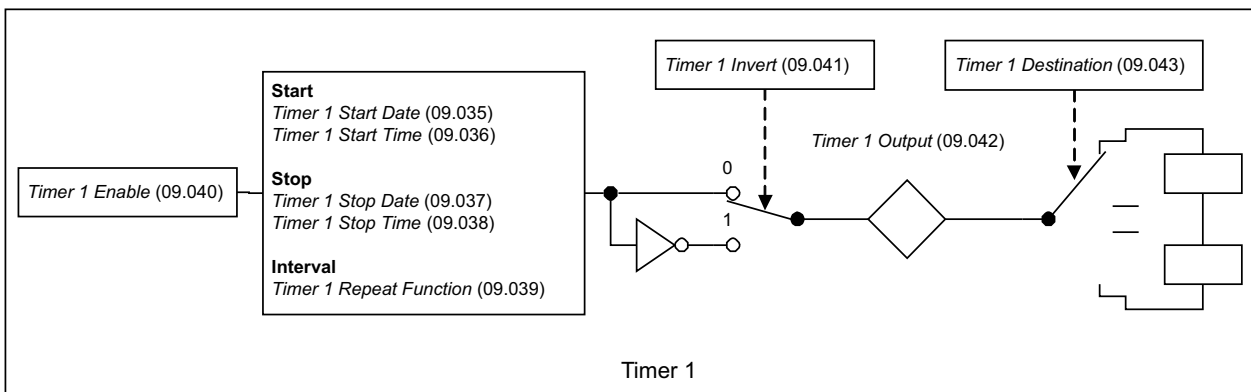 Timer 1 Enable (09.040)
Start
Timer 1 Start Date (09.035)
Timer 1 Start Time (09.036)
Stop
Timer 1 Stop Date (09.037)
Timer 1 Stop Time (09.038)
Interval
Timer 1 Repeat Function (09.039)
Timer 1 Invert (09.041)
0
1
Timer 1 Output (09.042)
Timer 1 Destination (09.043)
Timer 1